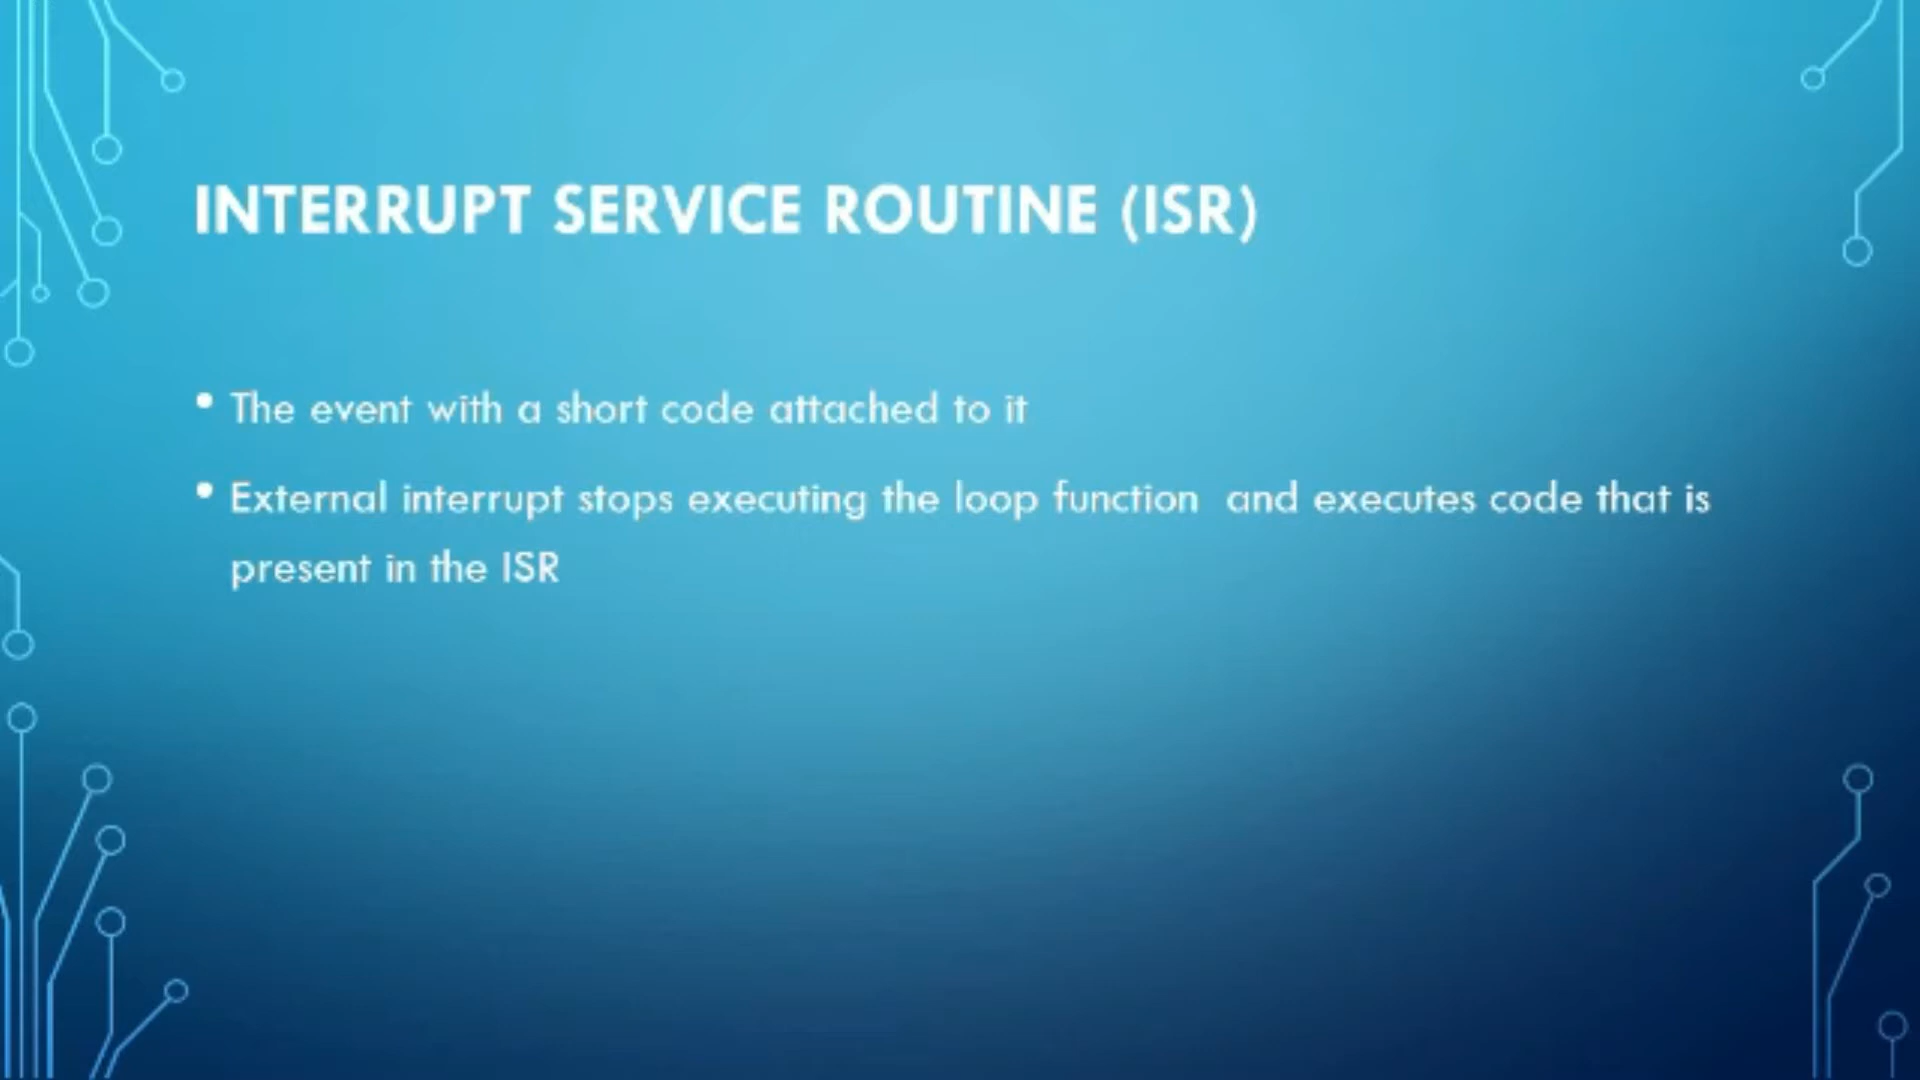 INTERRUPT SERVICE ROUTINE (ISR)
• The event with a short code attached to it
• External interrupt stops executing the loop function  and executes code that is
present in the ISR